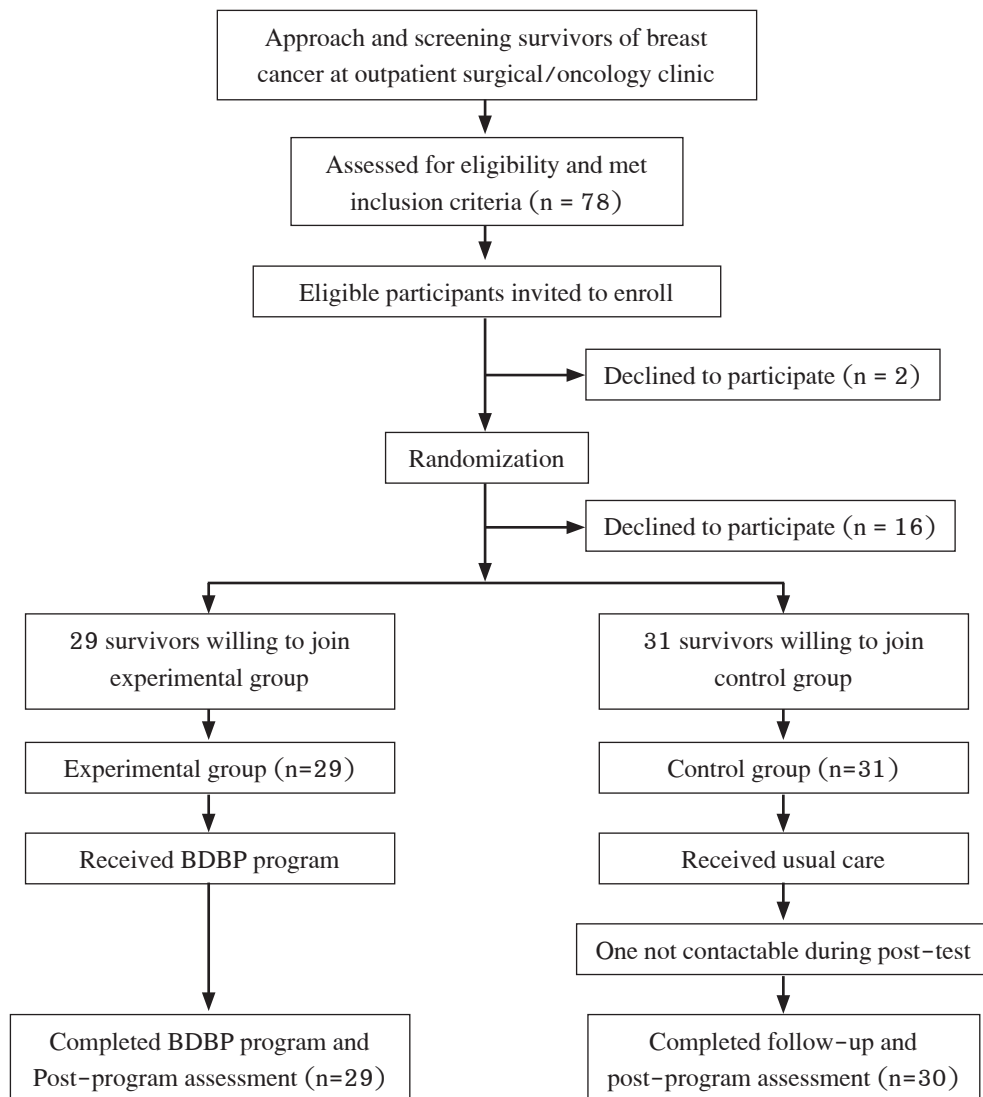 Approach and screening survivors of breast
cancer at outpatient surgical/oncology clinic
Assessed for eligibility and met
inclusion criteria (n = 78)
Eligible participants invited to enroll
Declined to participate (n = 2)
Randomization
Declined to participate (n = 16)
29 survivors willing to join
experimental group
31 survivors willing to join
control group
Experimental group (n=29)
Control group (n=31)
Received BDBP program
Received usual care
One not contactable during post-test
Completed BDBP program and
Post-program assessment (n=29)
Completed follow-up and
post-program assessment (n=30)